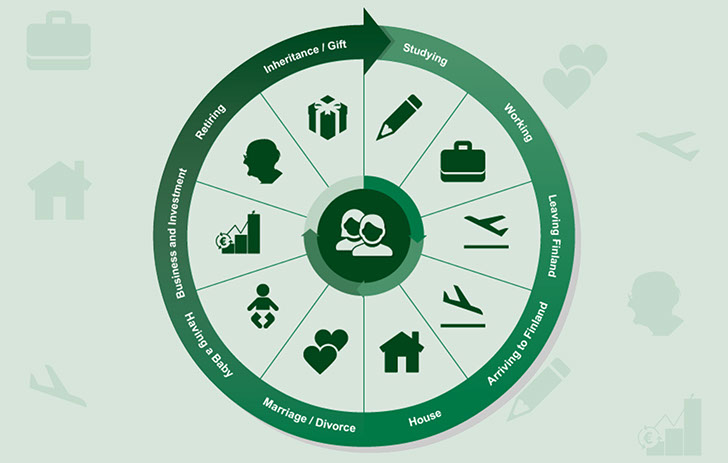 Studying
Working
Leaving Finland
Arriving to Finland
House
Marriage / Divorce
Having a Baby
Business and Investment
Retiring
Inheritance / Gift